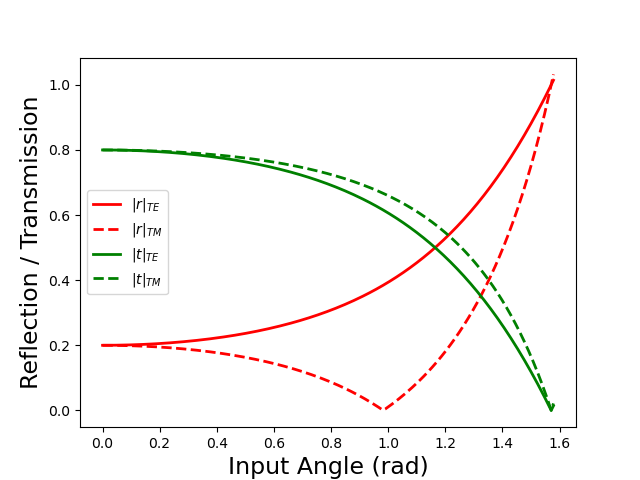 Reflection / Transmission
1.0
0.8
0.6
0.4
0.2
0.0
|r|TE
|r|TM
|t|TE
|t|TM
0.0 0.2 0.4 0.6 0.8 1.0 1.2 1.4 1.6
Input Angle (rad)